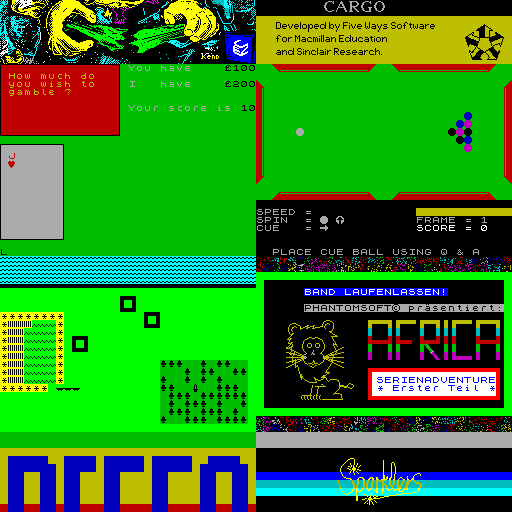 Keno
CARGO
Developed by Five Ways Software
for Macmillan Education
and Sinclair Research.
How much do
you wish to
gamble ?
You have £100
I have £200
Your score is 10
J
L
SPEED =
SPIN =
CUE =
FRAME = 1
SCORE = 0
PLACE CUE BALL USING Q & A
BAND LAUFENLASSEN!
PHANTOMSOFT© präsentiert:
AFRICA
SERIENADVENTURE
* Erster Teil *
Sparklers